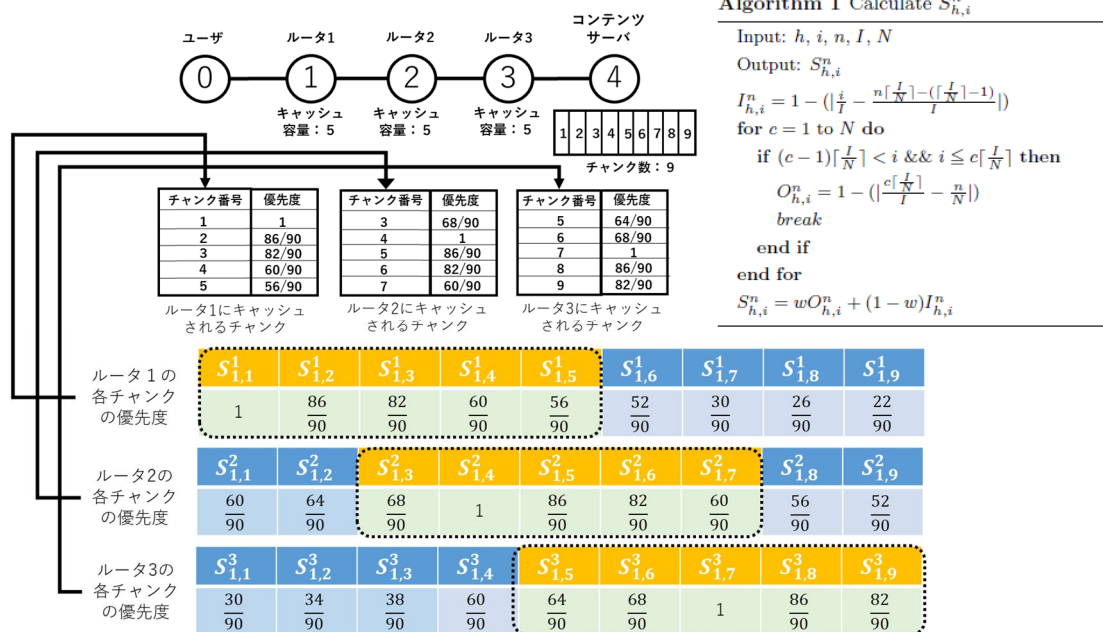 Algorithm 1 Calculate S^n_{h,i}
Input: h, i, n, I, N
Output: S^n_{h,i}
I^n_{h,i} = 1 − (|i/I − (n⌈I/N⌉−(⌈I/N⌉−1))/I|)
for c = 1 to N do
if (c − 1)⌈I/N⌉ < i && i ≦ c⌈I/N⌉ then
O^n_{h,i} = 1 − (|c⌈I/N⌉/I − n/N|)
break
end if
end for
S^n_{h,i} = wO^n_{h,i} + (1 − w)I^n_{h,i}
ユーザ ルータ1 ルータ2 ルータ3 コンテンツ
サーバ
0 1 2 3 4
キャッシュ キャッシュ キャッシュ
容量：5 容量：5 容量：5
1 2 3 4 5 6 7 8 9
チャンク数：9
チャンク番号 優先度
1 1
2 86/90
3 82/90
4 60/90
5 56/90
ルータ1にキャッシュ
されるチャンク
チャンク番号 優先度
3 68/90
4 1
5 86/90
6 82/90
7 60/90
ルータ2にキャッシュ
されるチャンク
チャンク番号 優先度
5 64/90
6 68/90
7 1
8 86/90
9 82/90
ルータ3にキャッシュ
されるチャンク
ルータ１の
各チャンク
の優先度
S^1_{1,1} S^1_{1,2} S^1_{1,3} S^1_{1,4} S^1_{1,5} S^1_{1,6} S^1_{1,7} S^1_{1,8} S^1_{1,9}
1 86/90 82/90 60/90 56/90 52/90 30/90 26/90 22/90
ルータ2の
各チャンク
の優先度
S^2_{1,1} S^2_{1,2} S^2_{1,3} S^2_{1,4} S^2_{1,5} S^2_{1,6} S^2_{1,7} S^2_{1,8} S^2_{1,9}
60/90 64/90 68/90 1 86/90 82/90 60/90 56/90 52/90
ルータ3の
各チャンク
の優先度
S^3_{1,1} S^3_{1,2} S^3_{1,3} S^3_{1,4} S^3_{1,5} S^3_{1,6} S^3_{1,7} S^3_{1,8} S^3_{1,9}
30/90 34/90 38/90 60/90 64/90 68/90 1 86/90 82/90